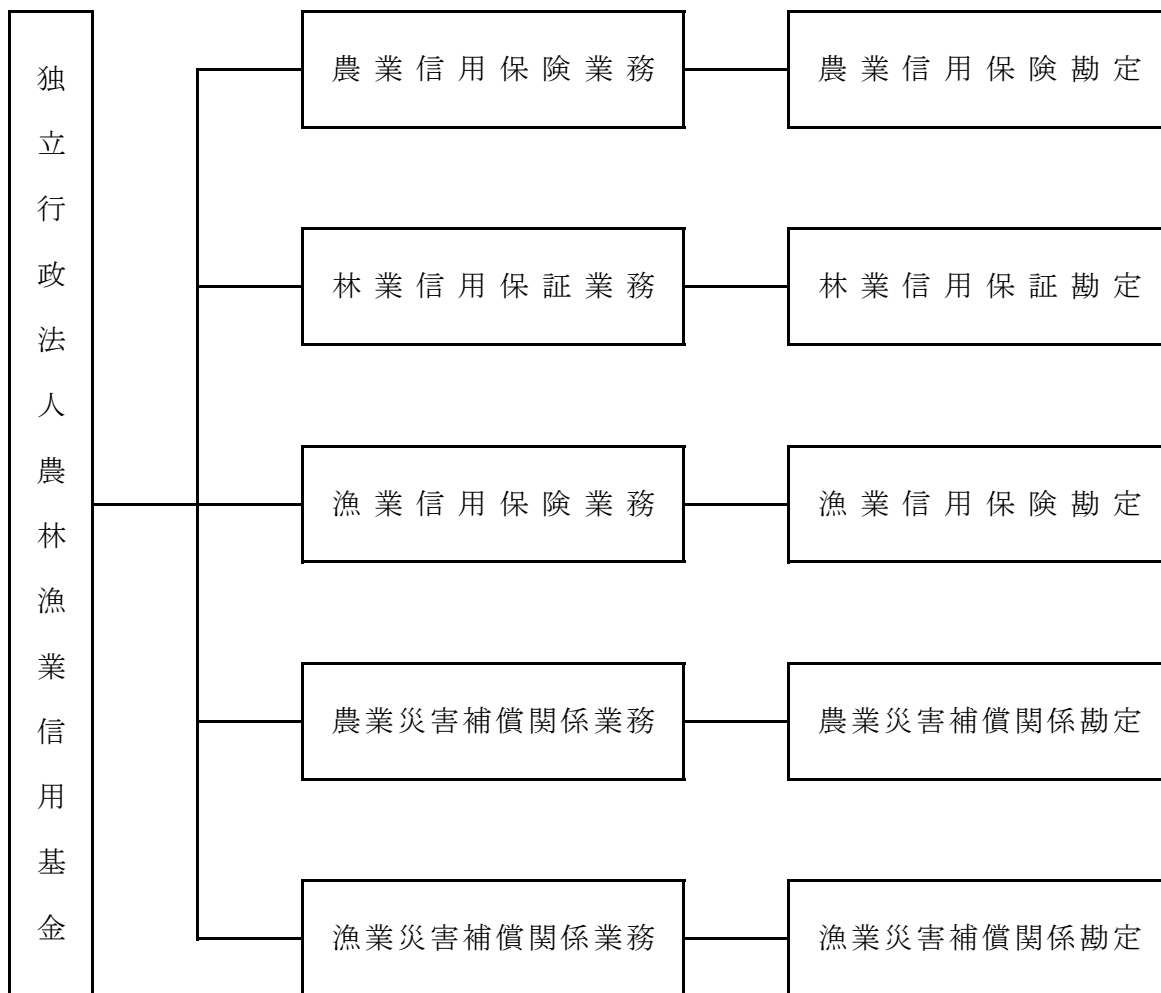 独立行政法人農林漁業信用基金
農業信用保険業務
農業信用保険勘定
林業信用保証業務
林業信用保証勘定
漁業信用保険業務
漁業信用保険勘定
農業災害補償関係業務
農業災害補償関係勘定
漁業災害補償関係業務
漁業災害補償関係勘定